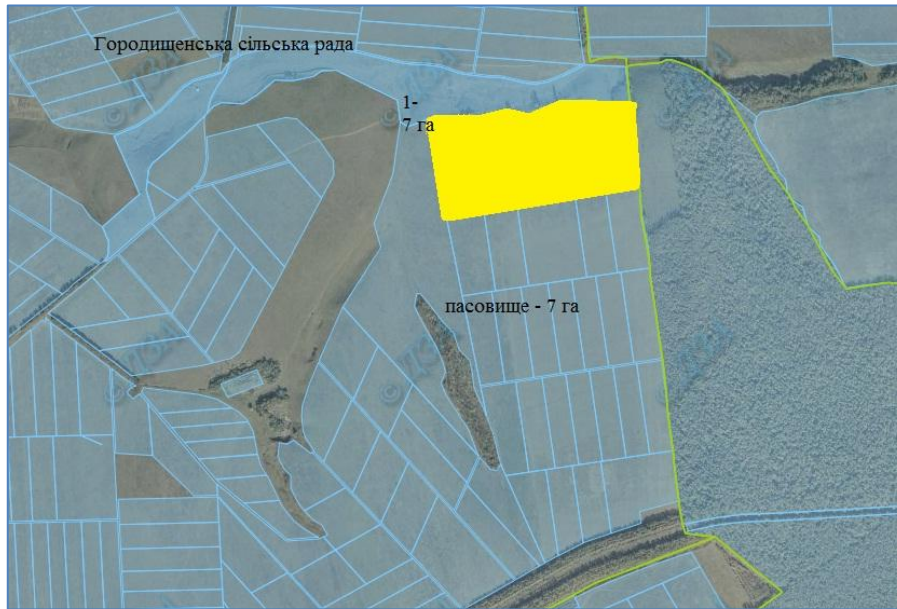 Городищенська сільська рада
1-
7 га
пасовище - 7 га